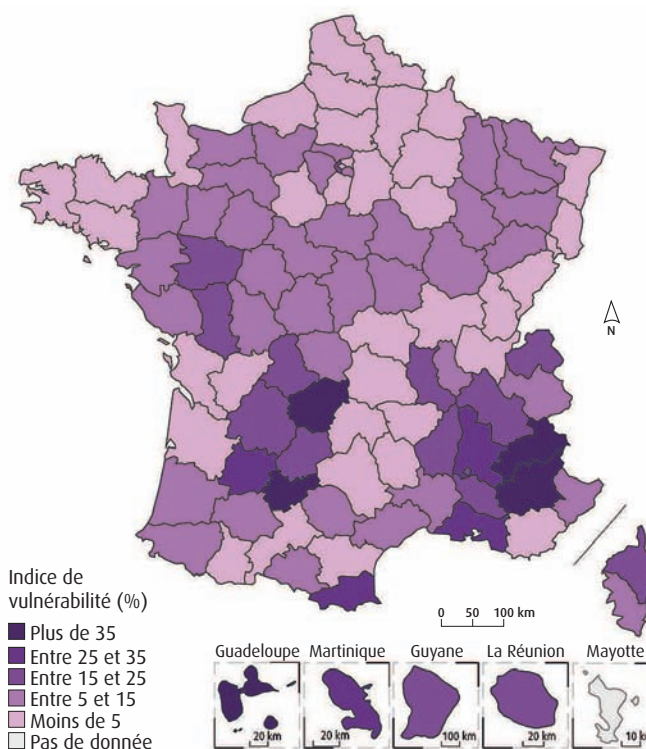 N
0 50 100 km
Indice de
vulnérabilité (%)
Plus de 35
Entre 25 et 35
Entre 15 et 25
Entre 5 et 15
Moins de 5
Pas de donnée
Guadeloupe Martinique Guyane La Réunion Mayotte
20 km 20 km 100 km 20 km 10 k